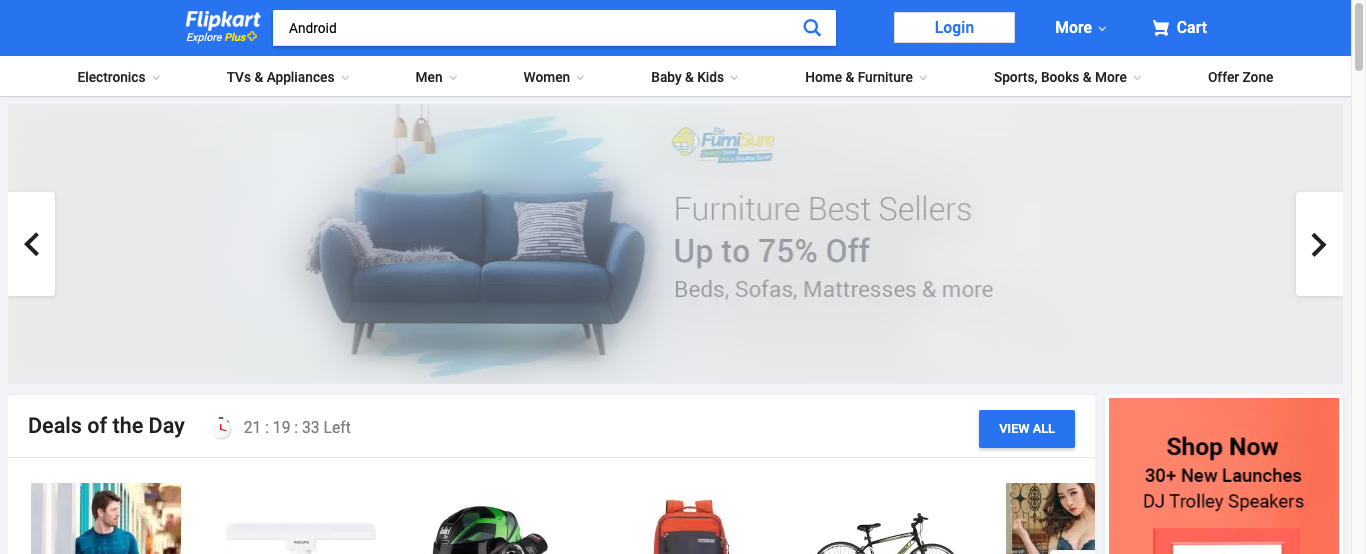 Flipkart
Explore Plus
Android
Login
More
Cart
Electronics
TVs & Appliances
Men
Women
Baby & Kids
Home & Furniture
Sports, Books & More
Offer Zone
Be
FurniSure
Furniture Best Sellers
Up to 75% Off
Beds, Sofas, Mattresses & more
Deals of the Day
21 : 19 : 33 Left
VIEW ALL
Shop Now
30+ New Launches
DJ Trolley Speakers
PHILIPS